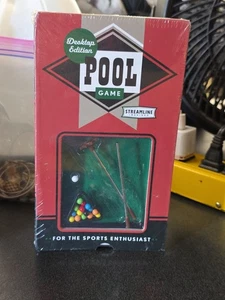 Desktop
Edition
POOL
GAME
STREAMLINE
FOR THE SPORTS ENTHUSIAST